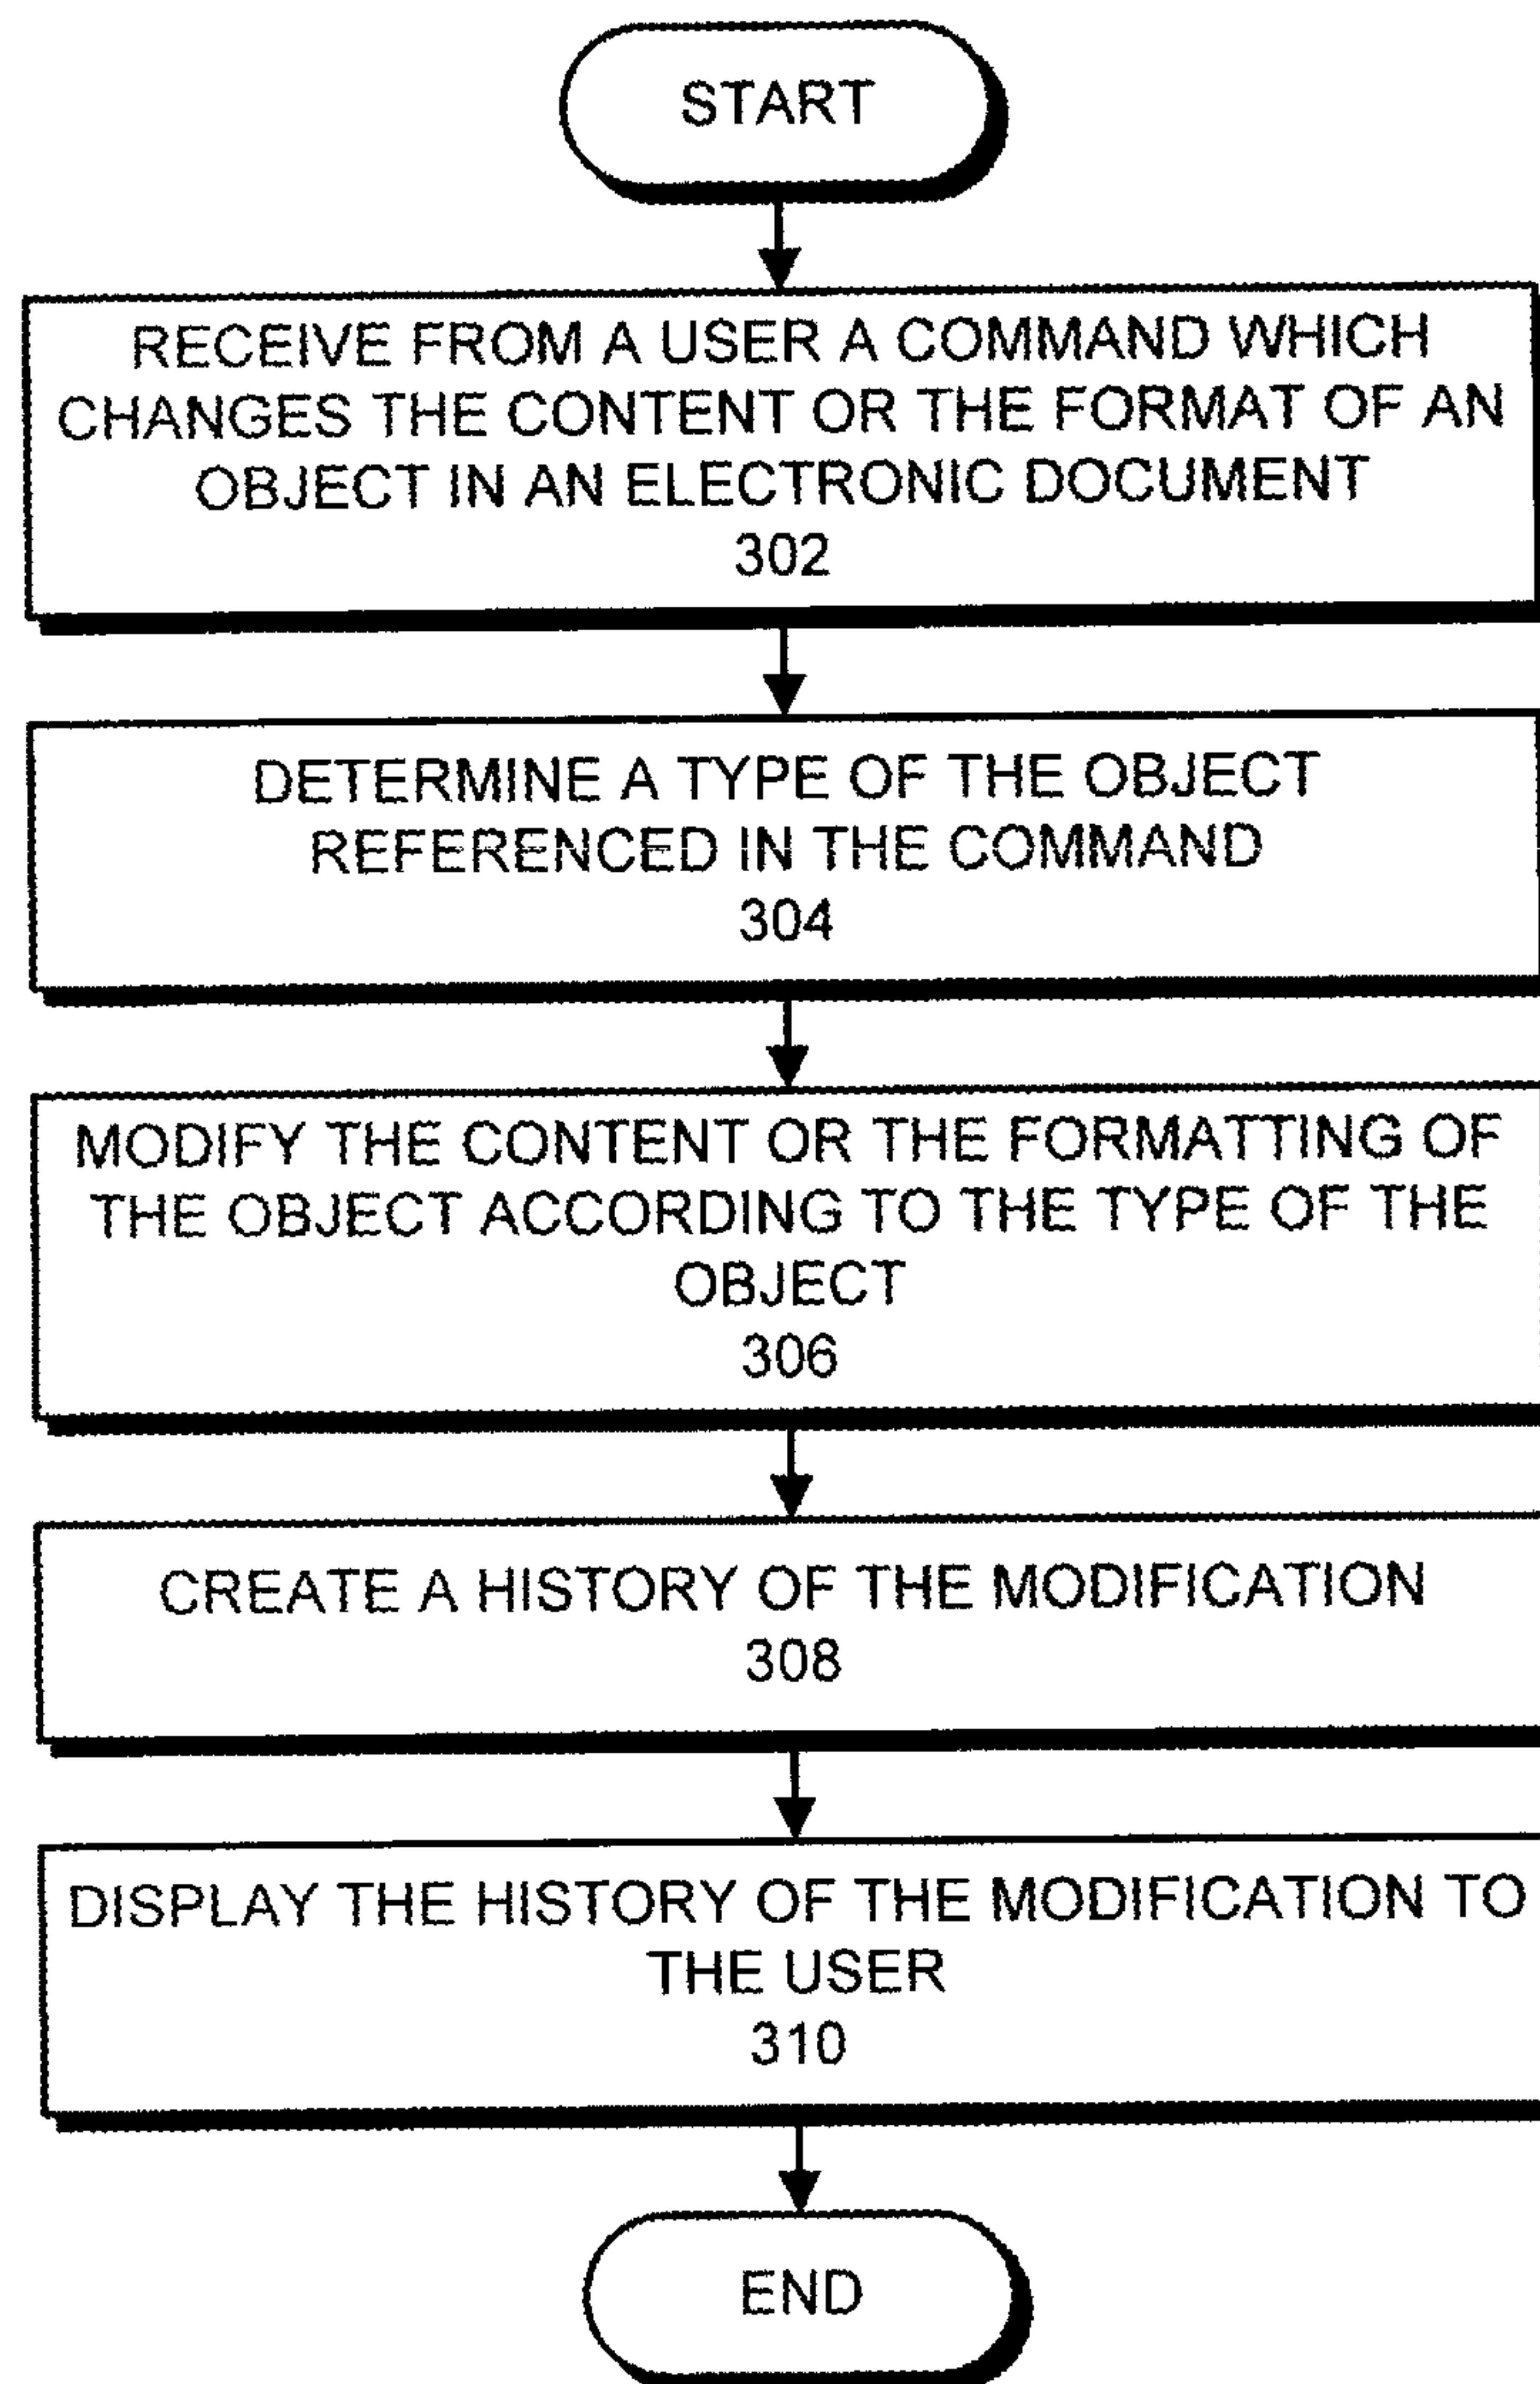 START
RECEIVE FROM A USER A COMMAND WHICH
CHANGES THE CONTENT OR THE FORMAT OF AN
OBJECT IN AN ELECTRONIC DOCUMENT
302
DETERMINE A TYPE OF THE OBJECT
REFERENCED IN THE COMMAND
304
MODIFY THE CONTENT OR THE FORMATTING OF
THE OBJECT ACCORDING TO THE TYPE OF THE
OBJECT
306
CREATE A HISTORY OF THE MODIFICATION
308
DISPLAY THE HISTORY OF THE MODIFICATION TO
THE USER
310
END